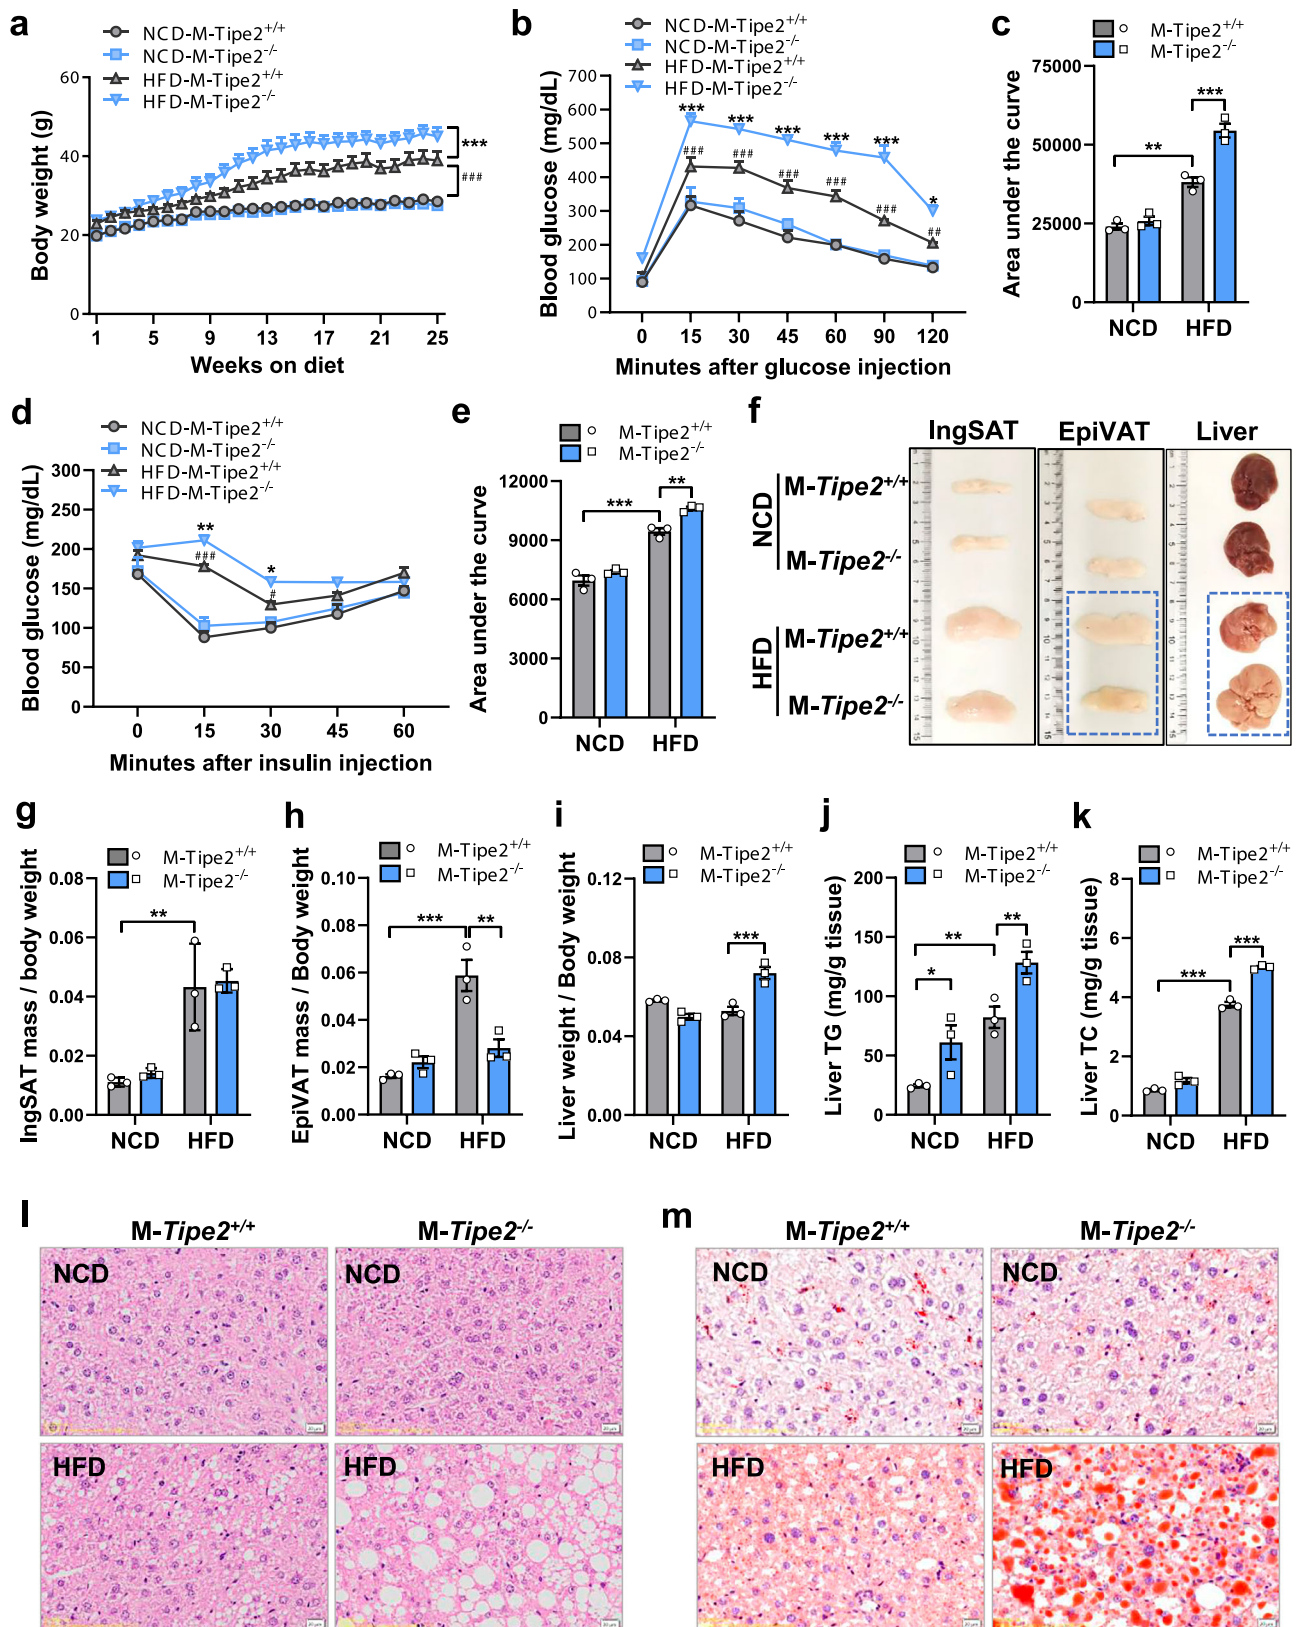 a
NCD-M-Tipe2+/+
NCD-M-Tipe2-/-
HFD-M-Tipe2+/+
HFD-M-Tipe2-/-
Body weight (g)
60
40
20
0
***
###
1 5 9 13 17 21 25
Weeks on diet
b
NCD-M-Tipe2+/+
NCD-M-Tipe2-/-
HFD-M-Tipe2+/+
HFD-M-Tipe2-/-
Blood glucose (mg/dL)
700
600
500
400
300
200
100
0
*** *** *** *** *** *
### ### ### ### ### ##
0 15 30 45 60 90 120
Minutes after glucose injection
c
M-Tipe2+/+
M-Tipe2-/-
Area under the curve
75000
50000
25000
0
**
***
NCD HFD
d
NCD-M-Tipe2+/+
NCD-M-Tipe2-/-
HFD-M-Tipe2+/+
HFD-M-Tipe2-/-
Blood glucose (mg/dL)
300
250
200
150
100
50
0
** *
### #
0 15 30 45 60
Minutes after insulin injection
e
M-Tipe2+/+
M-Tipe2-/-
Area under the curve
12000
9000
6000
3000
0
***
**
NCD HFD
f
IngSAT EpiVAT Liver
NCD
M-Tipe2+/+
M-Tipe2-/-
HFD
M-Tipe2+/+
M-Tipe2-/-
g
M-Tipe2+/+
M-Tipe2-/-
IngSAT mass / body weight
0.08
0.06
0.04
0.02
0.00
**
NCD HFD
h
M-Tipe2+/+
M-Tipe2-/-
EpiVAT mass / Body weight
0.10
0.08
0.06
0.04
0.02
0.00
***
**
NCD HFD
i
M-Tipe2+/+
M-Tipe2-/-
Liver weight / Body weight
0.12
0.08
0.04
0.00
***
NCD HFD
j
M-Tipe2+/+
M-Tipe2-/-
Liver TG (mg/g tissue)
200
150
100
50
0
*
**
**
NCD HFD
k
M-Tipe2+/+
M-Tipe2-/-
Liver TC (mg/g tissue)
8
6
4
2
0
***
***
NCD HFD
l
M-Tipe2+/+ M-Tipe2-/-
NCD NCD
HFD HFD
m
M-Tipe2+/+ M-Tipe2-/-
NCD NCD
HFD HFD